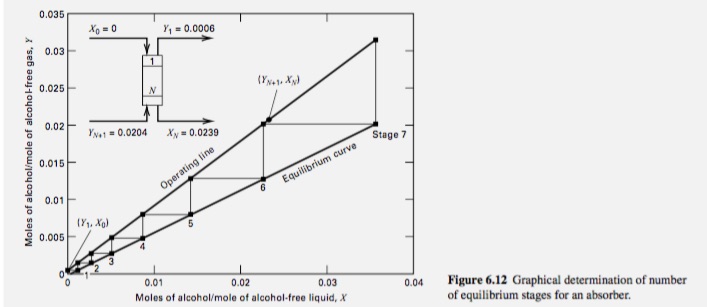 0.035
0.03
0.025
0.02
0.015
0.01
0.005
0
Moles of alcohol/mole of alcohol-free gas, Y
X₀ = 0
Y₁ = 0.0006
1
N
Y_N+1 = 0.0204
X_N = 0.0239
(Y_N+1, X_N)
Operating line
Equilibrium curve
Stage 7
(Y₁, X₀)
1
2
3
4
5
6
0
0.01
0.02
0.03
0.04
Moles of alcohol/mole of alcohol-free liquid, X
Figure 6.12 Graphical determination of number
of equilibrium stages for an absorber.